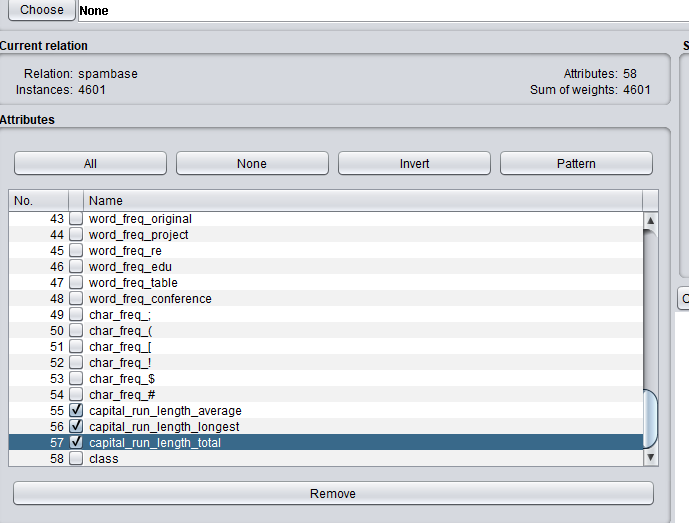 Choose None
Current relation
Relation: spambase Attributes: 58
Instances: 4601 Sum of weights: 4601
Attributes
All None Invert Pattern
No. Name
43 word_freq_original
44 word_freq_project
45 word_freq_re
46 word_freq_edu
47 word_freq_table
48 word_freq_conference
49 char_freq_;
50 char_freq_(
51 char_freq_[
52 char_freq_!
53 char_freq_$
54 char_freq_#
55 capital_run_length_average
56 capital_run_length_longest
57 capital_run_length_total
58 class
Remove